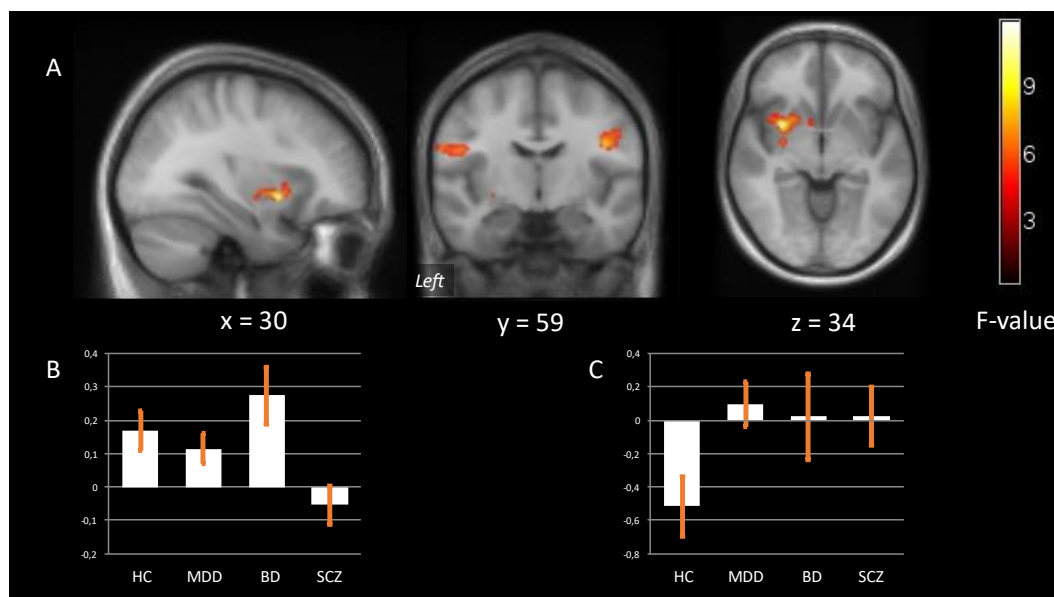 A
9
6
3
Left
x = 30
y = 59
z = 34
F-value
B
0,4
0,3
0,2
0,1
0
-0,1
-0,2
HC MDD BD SCZ
C
0,4
0,2
0
-0,2
-0,4
-0,6
-0,8
HC MDD BD SCZ